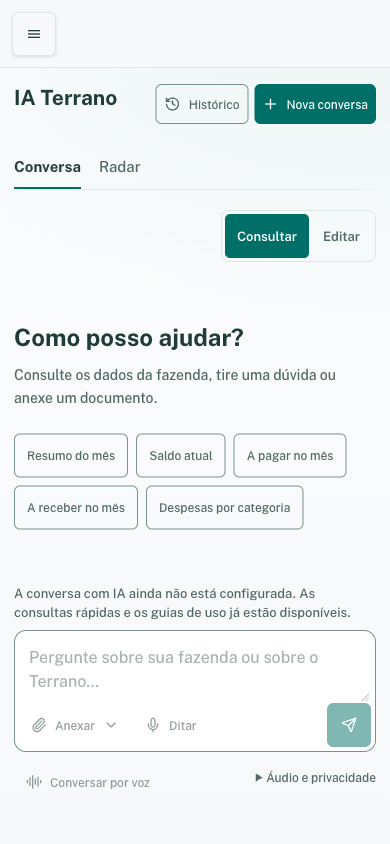 IA Terrano
Histórico
Nova conversa
Conversa
Radar
Consultar
Editar
Como posso ajudar?
Consulte os dados da fazenda, tire uma dúvida ou
anexe um documento.
Resumo do mês
Saldo atual
A pagar no mês
A receber no mês
Despesas por categoria
A conversa com IA ainda não está configurada. As
consultas rápidas e os guias de uso já estão disponíveis.
Pergunte sobre sua fazenda ou sobre o
Terrano...
Anexar
Ditar
Conversar por voz
Áudio e privacidade